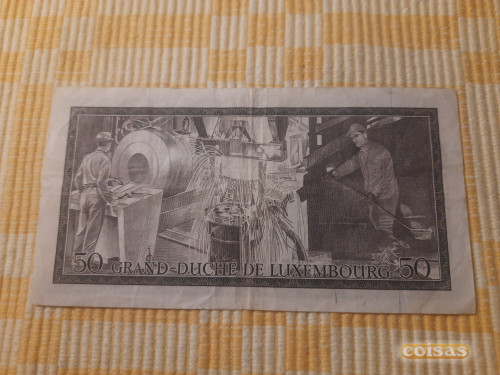 50 GRAND-DUCHÉ DE LUXEMBOURG 50
coisas